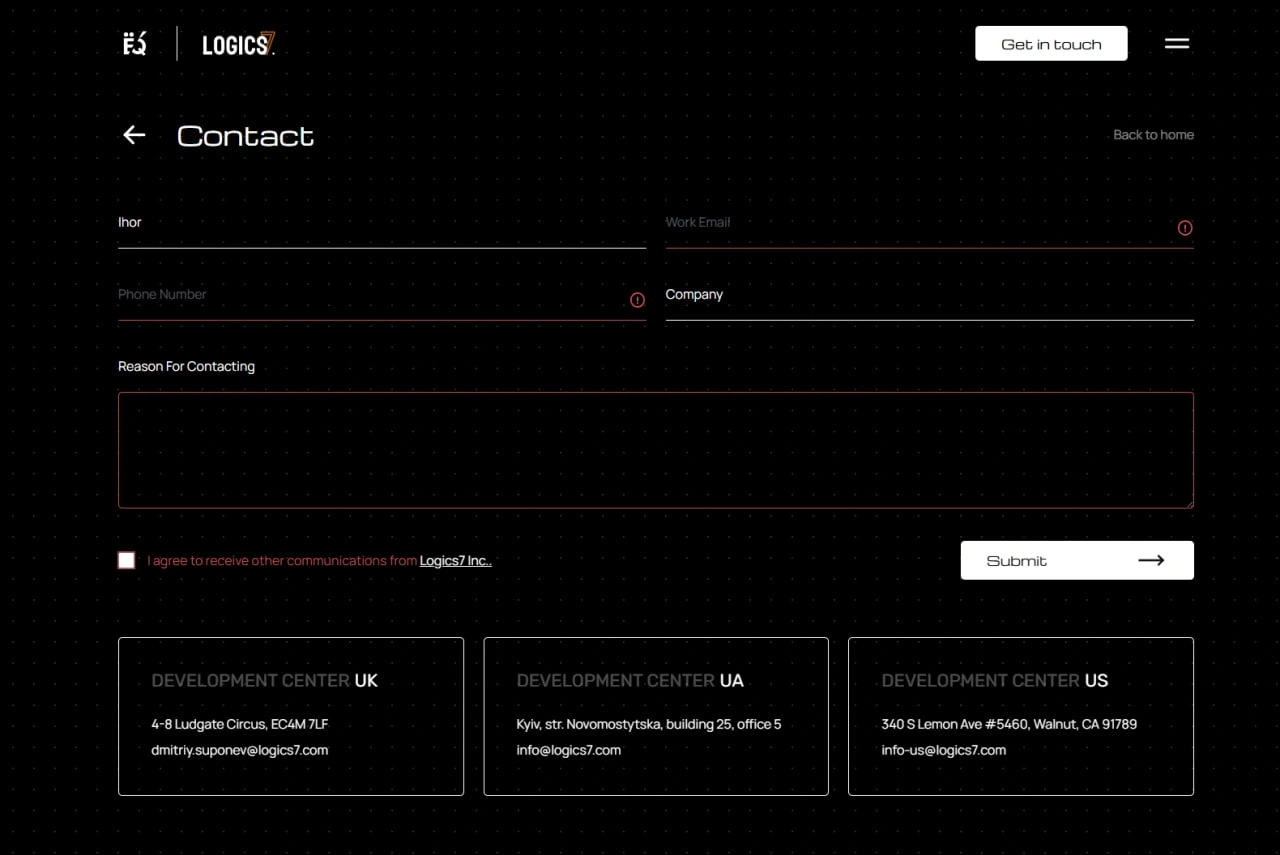 LOGICS7.
Get in touch
Contact
Back to home
Ihor
Work Email
Phone Number
Company
Reason For Contacting
I agree to receive other communications from Logics7 Inc..
Submit
DEVELOPMENT CENTER UK
4-8 Ludgate Circus, EC4M 7LF
dmitriy.suponev@logics7.com
DEVELOPMENT CENTER UA
Kyiv, str. Novomostytska, building 25, office 5
info@logics7.com
DEVELOPMENT CENTER US
340 S Lemon Ave #5460, Walnut, CA 91789
info-us@logics7.com